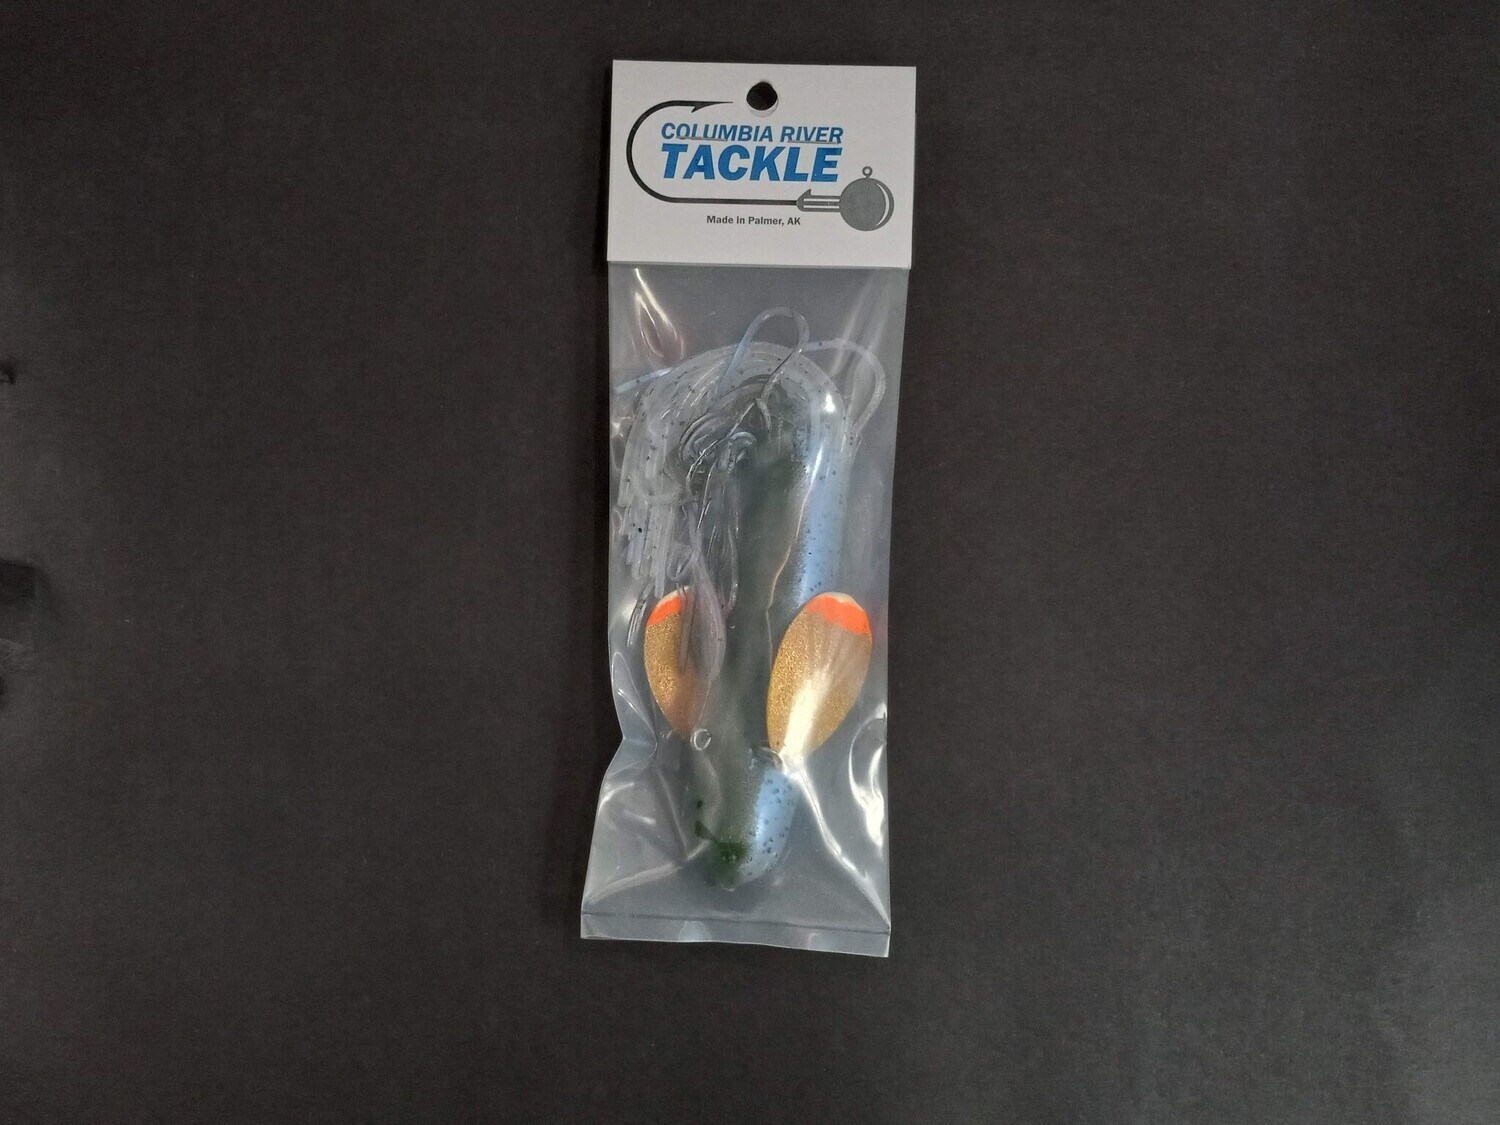 COLUMBIA RIVER
TACKLE
Made in Palmer, AK